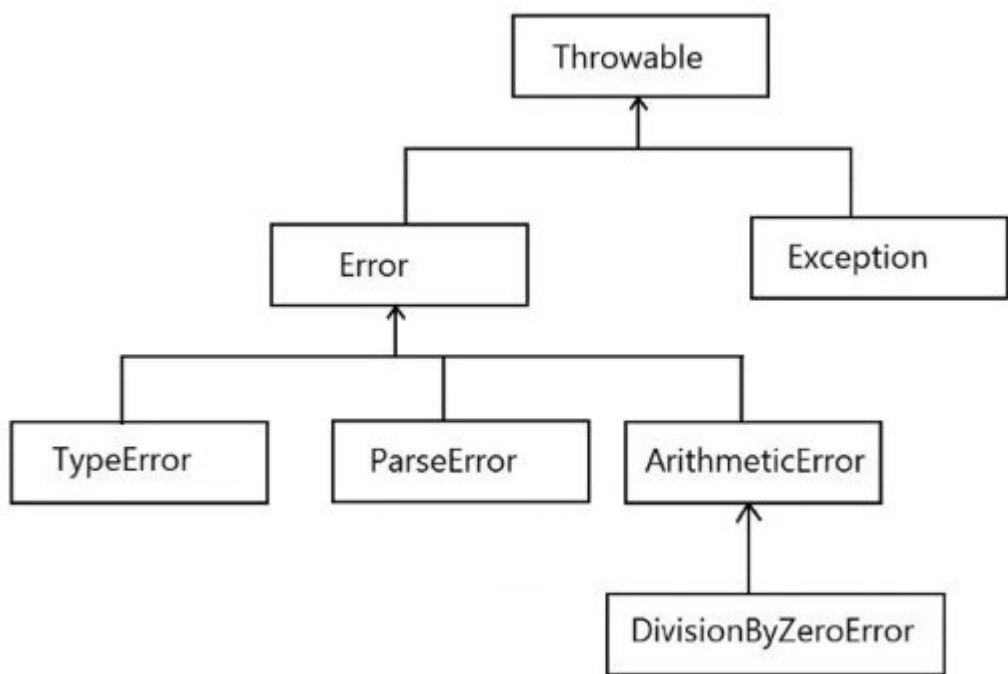 Throwable
Error
Exception
TypeError
ParseError
ArithmeticError
DivisionByZeroError